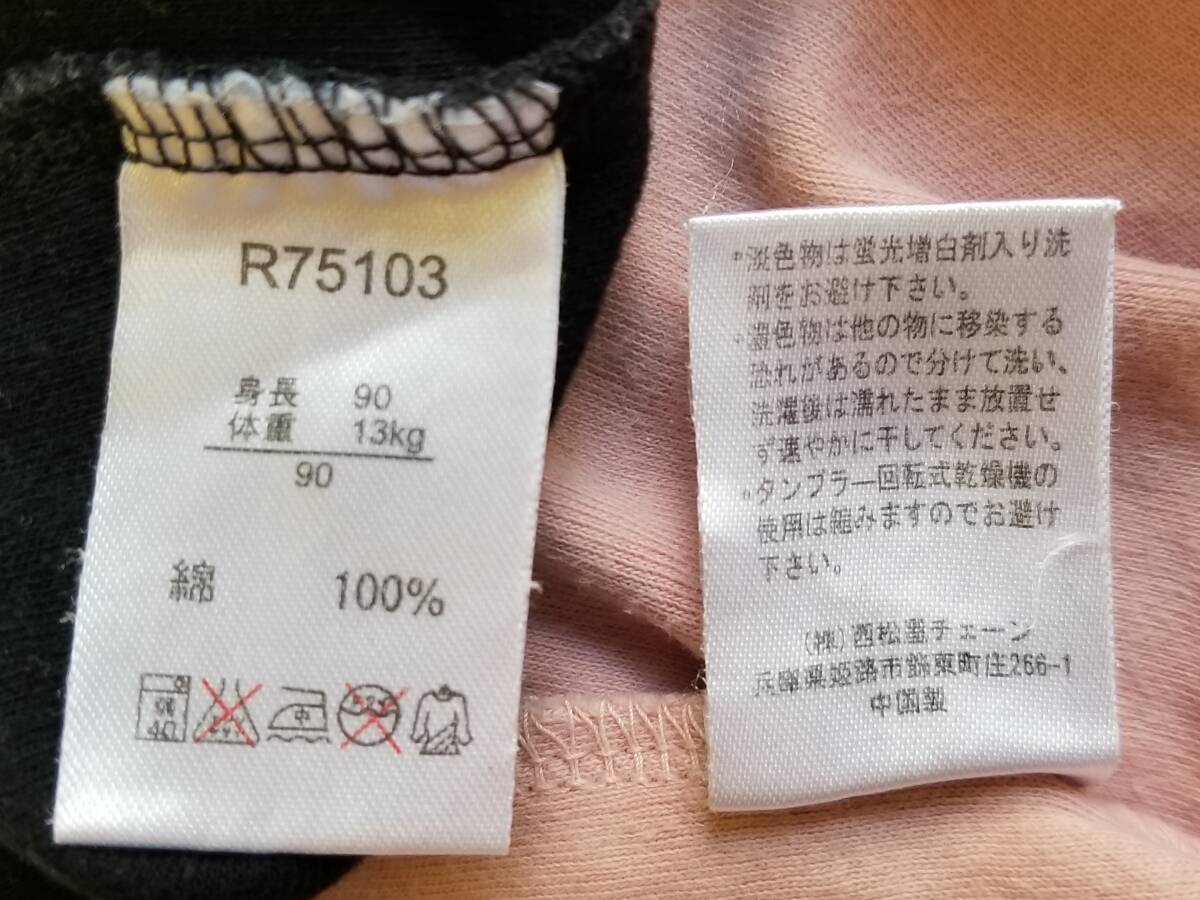 R75103
身長 90
体重 13kg
90
綿 100%
40
中
*淡色物は蛍光増白剤入り洗
剤をお避け下さい。
*濃色物は他の物に移染する
恐れがあるので分けて洗い、
洗濯後は濡れたまま放置せ
ず速やかに干してください。
*タンブラー回転式乾燥機の
使用は縮みますのでお避け
下さい。
(株)西松屋チェーン
兵庫県姫路市飾東町庄266-1
中国製